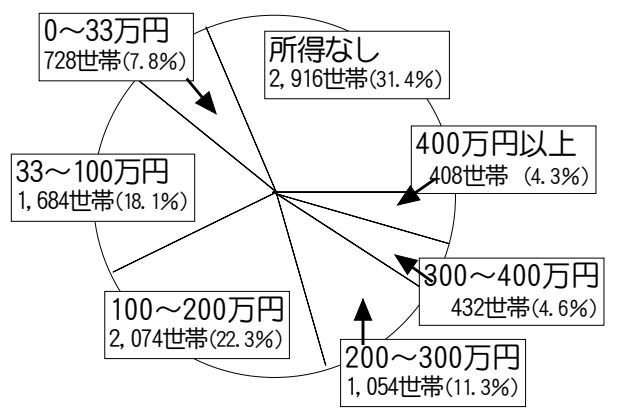 0～33万円
728世帯(7.8%)
所得なし
2,916世帯(31.4%)
400万円以上
408世帯 (4.3%)
33～100万円
1,684世帯(18.1%)
300～400万円
432世帯(4.6%)
100～200万円
2,074世帯(22.3%)
200～300万円
1,054世帯(11.3%)